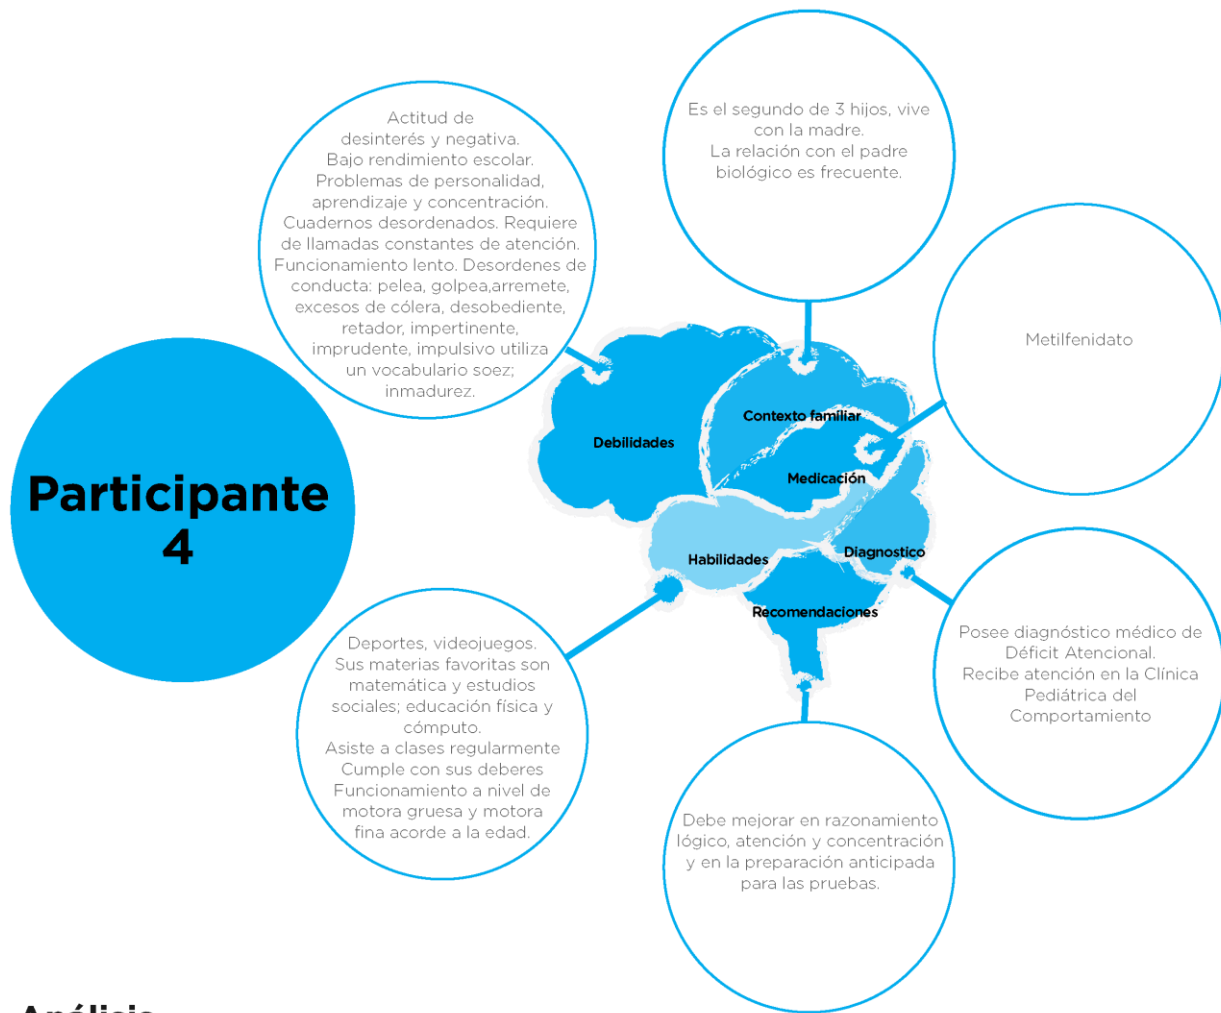 Actitud de
desinterés y negativa.
Bajo rendimiento escolar.
Problemas de personalidad,
aprendizaje y concentración.
Cuadernos desordenados. Requiere
de llamadas constantes de atención.
Funcionamiento lento. Desordenes de
conducta: pelea, golpea,arremete,
excesos de cólera, desobediente,
retador, impertinente,
imprudente, impulsivo utiliza
un vocabulario soez;
inmadurez.
Es el segundo de 3 hijos, vive
con la madre.
La relación con el padre
biológico es frecuente.
Metilfenidato
Contexto familiar
Debilidades
Medicación
Habilidades
Diagnostico
Recomendaciones
Participante
4
Posee diagnóstico médico de
Déficit Atencional.
Recibe atención en la Clínica
Pediátrica del
Comportamiento
Deportes, videojuegos.
Sus materias favoritas son
matemática y estudios
sociales; educación física y
cómputo.
Asiste a clases regularmente
Cumple con sus deberes
Funcionamiento a nivel de
motora gruesa y motora
fina acorde a la edad.
Debe mejorar en razonamiento
lógico, atención y concentración
y en la preparación anticipada
para las pruebas.
Análisis